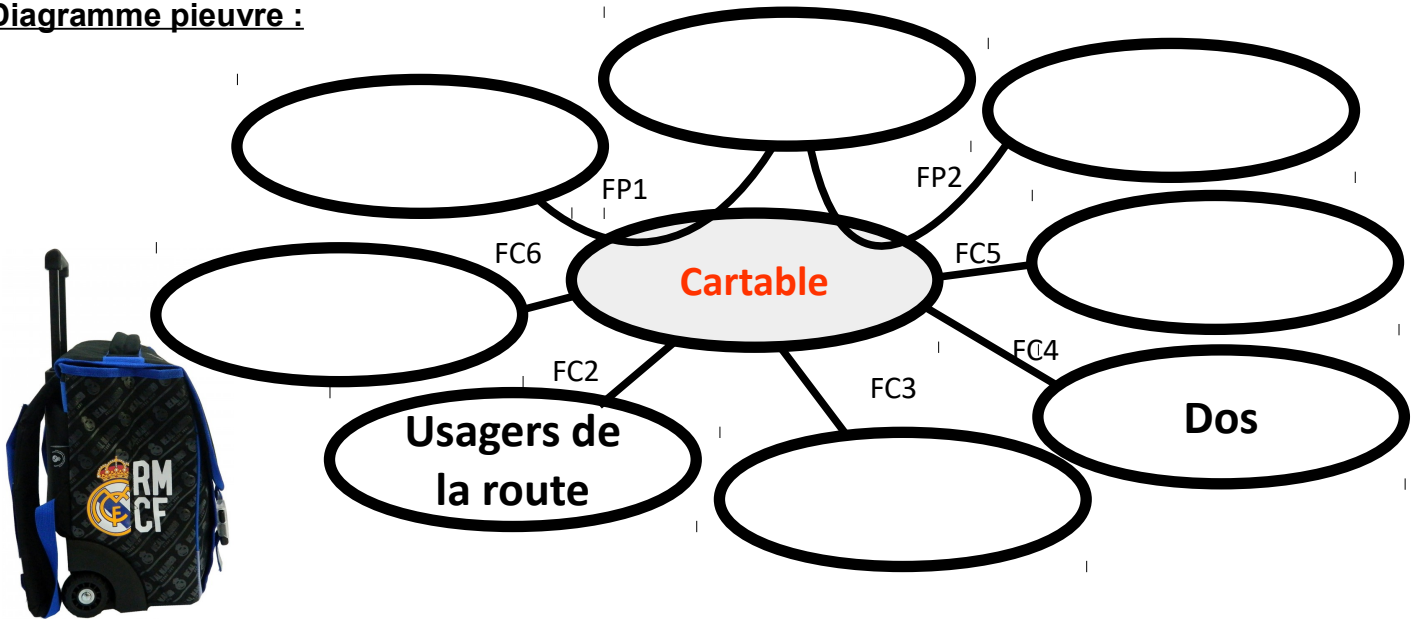 Diagramme pieuvre :
FP1
FP2
FC6
FC5
Cartable
FC2
FC3
FC4
Usagers de
la route
Dos
RM
CF